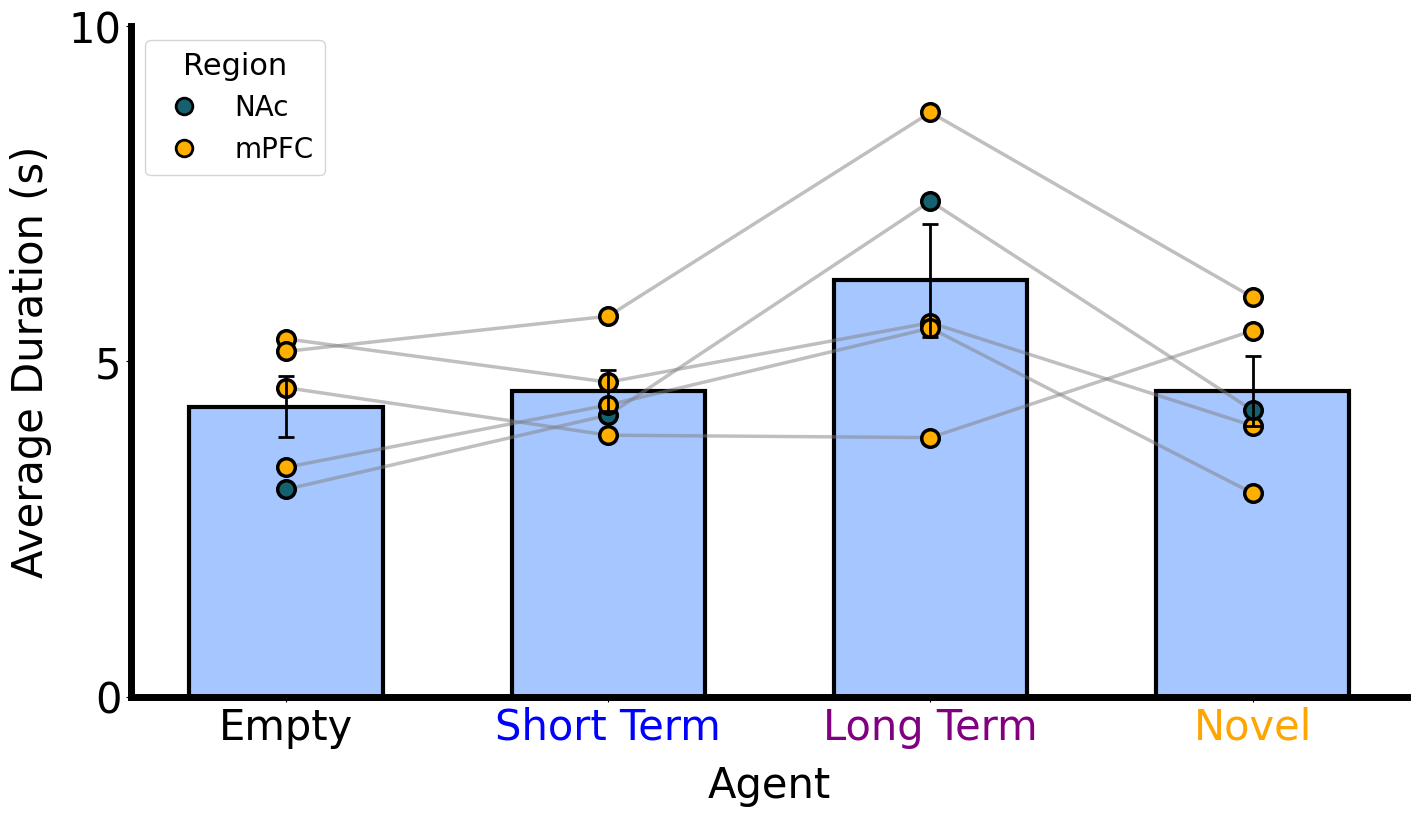 10
5
0
Average Duration (s)
Region
NAc
mPFC
Empty
Short Term
Long Term
Novel
Agent